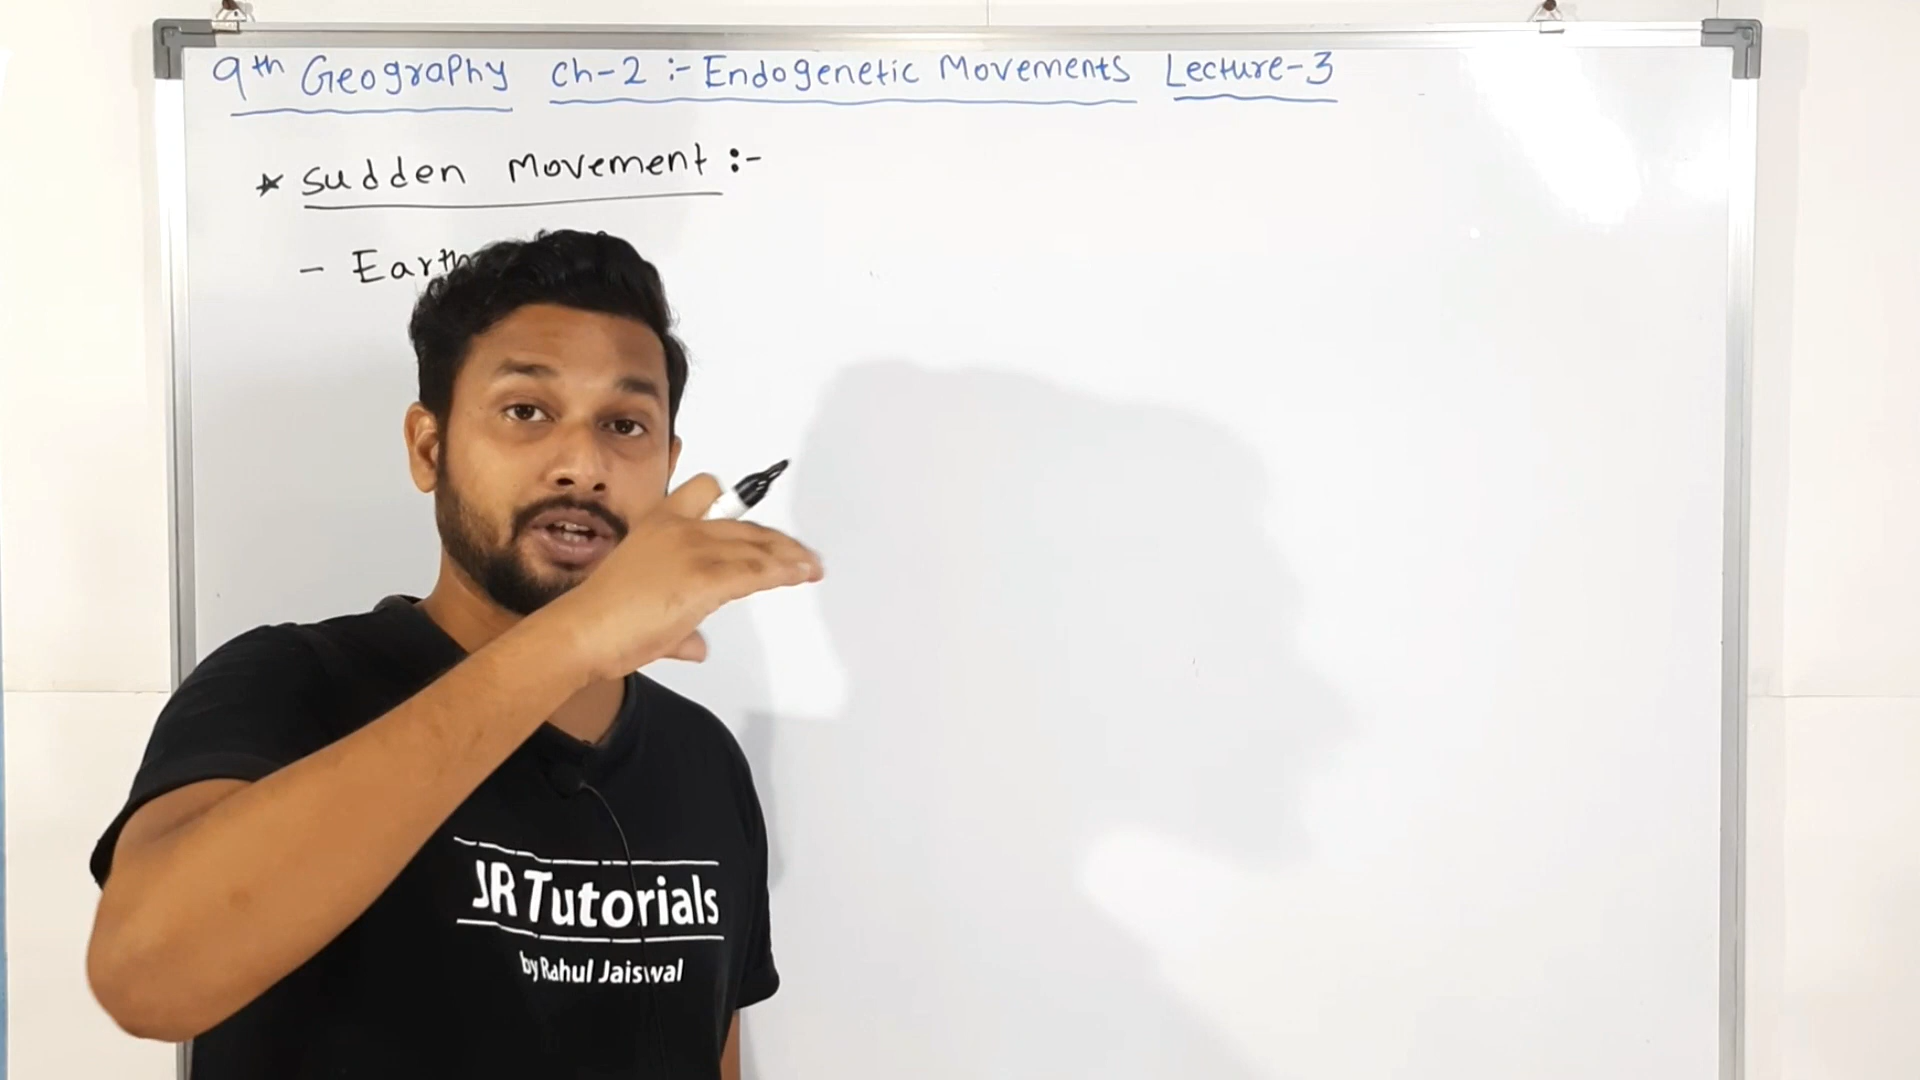 9th Geography Ch-2 :- Endogenetic Movements Lecture-3
* Sudden Movement :-
- Earth
JR Tutorials
by Rahul Jaiswal